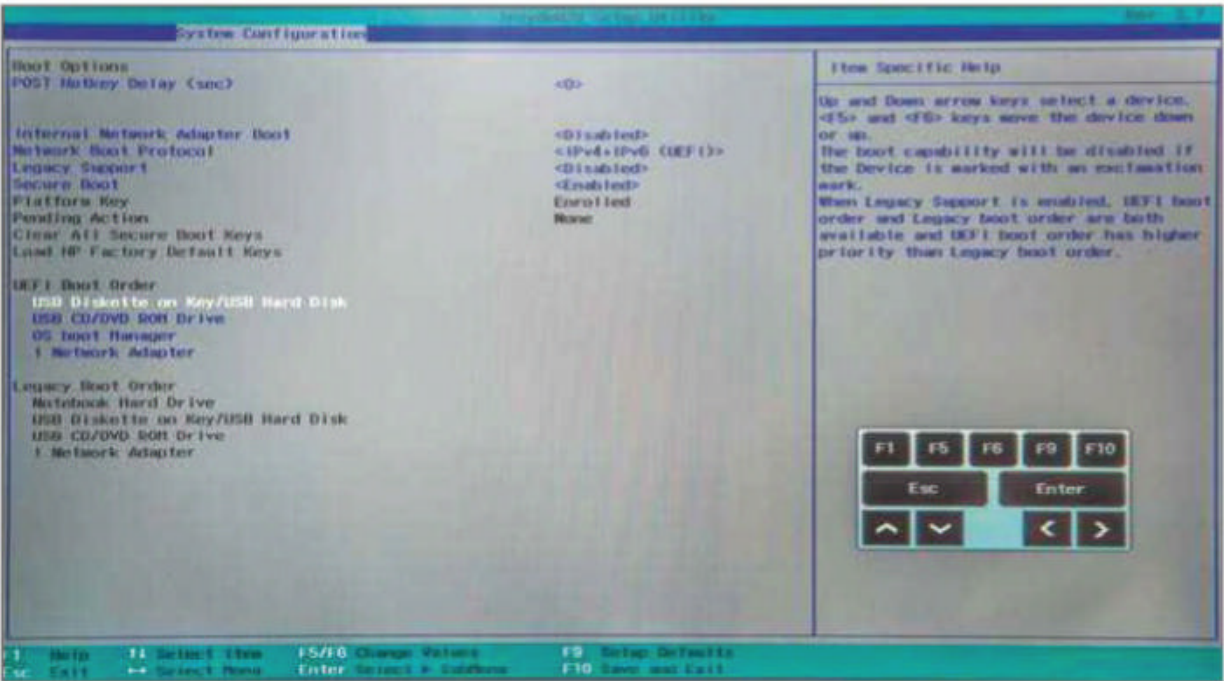 InsydeH2O Setup Utility Rev. 3.7
System Configuration
Boot Options
POST Hotkey Delay (sec) <0>
Internal Network Adapter Boot <Disabled>
Network Boot Protocol <IPv4+IPv6 (UEFI)>
Legacy Support <Disabled>
Secure Boot <Enabled>
Platform Key Enrolled
Pending Action None
Clear All Secure Boot Keys
Load HP Factory Default Keys
UEFI Boot Order
USB Diskette on Key/USB Hard Disk
USB CD/DVD ROM Drive
OS boot Manager
! Network Adapter
Legacy Boot Order
Notebook Hard Drive
USB Diskette on Key/USB Hard Disk
USB CD/DVD ROM Drive
! Network Adapter
Item Specific Help
Up and Down arrow keys select a device.
<F5> and <F6> keys move the device down
or up.
The boot capability will be disabled if
the Device is marked with an exclamation
mark.
When Legacy Support is enabled, UEFI boot
order and Legacy boot order are both
available and UEFI boot order has higher
priority than Legacy boot order.
F1 F5 F6 F9 F10
Esc Enter
F1 Help ↑↓ Select Item F5/F6 Change Values F9 Setup Defaults
Esc Exit ↔ Select Menu Enter Select ► SubMenu F10 Save and Exit